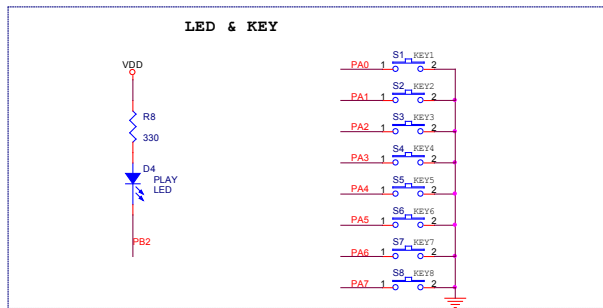 LED & KEY
VDD
R8
330
D4
PLAY
LED
PB2
S1 KEY1
PA0 1 2
S2 KEY2
PA1 1 2
S3 KEY3
PA2 1 2
S4 KEY4
PA3 1 2
S5 KEY5
PA4 1 2
S6 KEY6
PA5 1 2
S7 KEY7
PA6 1 2
S8 KEY8
PA7 1 2